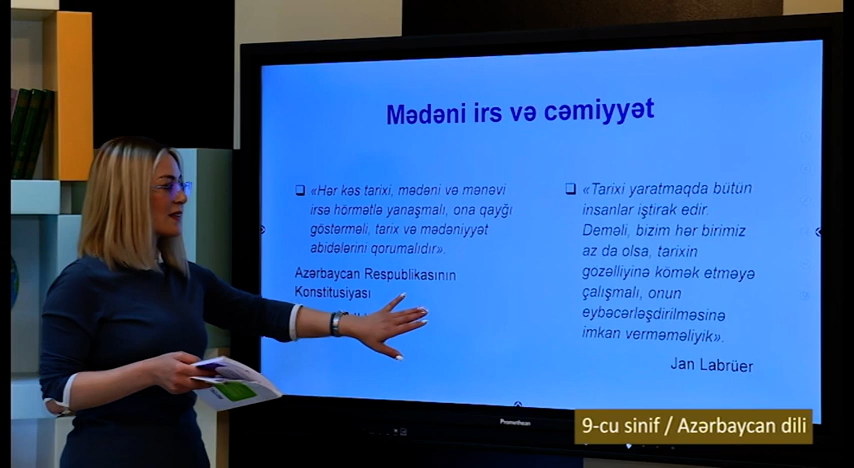 Mədəni irs və cəmiyyət
❑ «Hər kəs tarixi, mədəni və mənəvi
irsə hörmətlə yanaşmalı, ona qayğı
göstərməli, tarix və mədəniyyət
abidələrini qorumalıdır».
Azərbaycan Respublikasının
Konstitusiyası
❑ «Tarixi yaratmaqda bütün
insanlar iştirak edir.
Deməli, bizim hər birimiz
az da olsa, tarixin
gozəlliyinə kömək etməyə
çalışmalı, onun
eybəcərləşdirilməsinə
imkan verməməliyik».
Jan Labrüer
Promethean
9-cu sinif / Azərbaycan dili